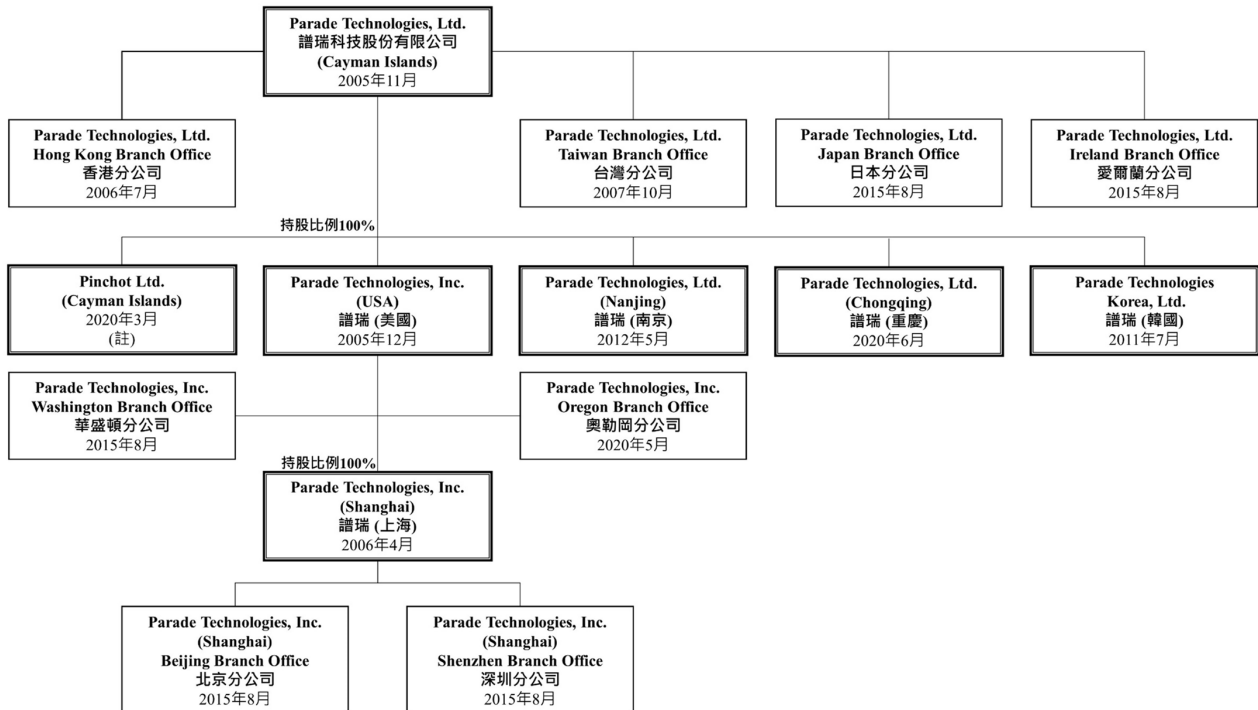 Parade Technologies, Ltd.
譜瑞科技股份有限公司
(Cayman Islands)
2005年11月
Parade Technologies, Ltd.
Hong Kong Branch Office
香港分公司
2006年7月
Parade Technologies, Ltd.
Taiwan Branch Office
台灣分公司
2007年10月
Parade Technologies, Ltd.
Japan Branch Office
日本分公司
2015年8月
Parade Technologies, Ltd.
Ireland Branch Office
愛爾蘭分公司
2015年8月
持股比例100%
Pinchot Ltd.
(Cayman Islands)
2020年3月
(註)
Parade Technologies, Inc.
(USA)
譜瑞 (美國)
2005年12月
Parade Technologies, Ltd.
(Nanjing)
譜瑞 (南京)
2012年5月
Parade Technologies, Ltd.
(Chongqing)
譜瑞 (重慶)
2020年6月
Parade Technologies
Korea, Ltd.
譜瑞 (韓國)
2011年7月
Parade Technologies, Inc.
Washington Branch Office
華盛頓分公司
2015年8月
Parade Technologies, Inc.
Oregon Branch Office
奧勒岡分公司
2020年5月
持股比例100%
Parade Technologies, Inc.
(Shanghai)
譜瑞 (上海)
2006年4月
Parade Technologies, Inc.
(Shanghai)
Beijing Branch Office
北京分公司
2015年8月
Parade Technologies, Inc.
(Shanghai)
Shenzhen Branch Office
深圳分公司
2015年8月